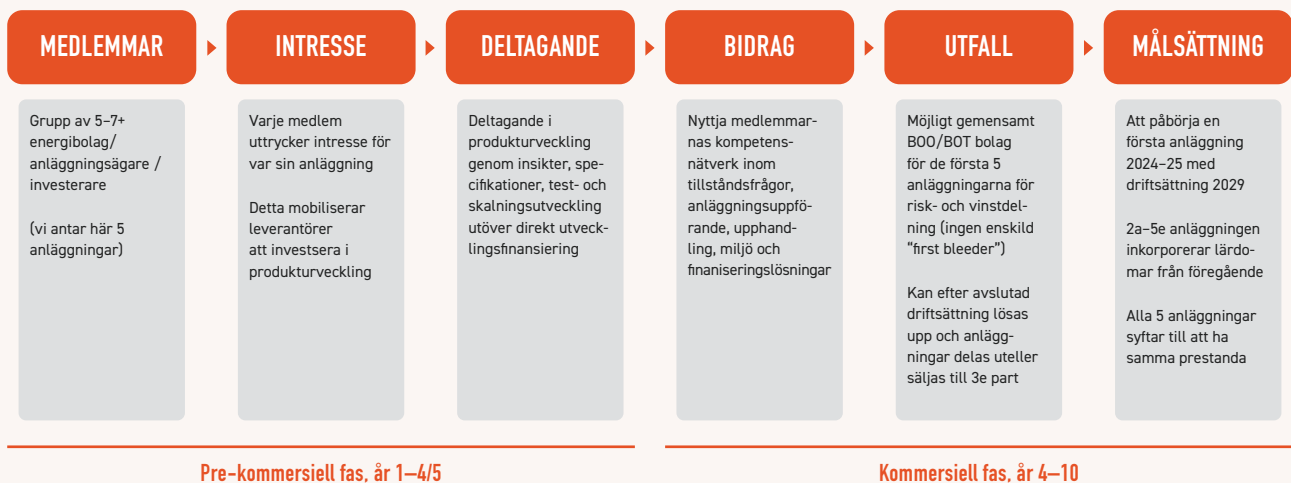 MEDLEMMAR
INTRESSE
DELTAGANDE
BIDRAG
UTFALL
MÅLSÄTTNING
Grupp av 5–7+
energibolag/
anläggningsägare /
investerare
(vi antar här 5
anläggningar)
Varje medlem
uttrycker intresse för
var sin anläggning
Detta mobiliserar
leverantörer
att investsera i
produkturveckling
Deltagande i
produkturveckling
genom insikter, spe-
cifikationer, test- och
skalningsutveckling
utöver direkt utveck-
lingsfinansiering
Nyttja medlemmar-
nas kompetens-
nätverk inom
tillståndsfrågor,
anläggningsuppfö-
rande, upphand-
ling, miljö och
finaniseringslösningar
Möjligt gemensamt
BOO/BOT bolag
för de första 5
anläggningarna för
risk- och vinstdel-
ning (ingen enskild
"first bleeder")
Kan efter avslutad
driftsättning lösas
upp och anlägg-
ningar delas uteller
säljas till 3e part
Att påbörja en
första anläggning
2024–25 med
driftsättning 2029
2a–5e anläggningen
inkorporerar lärdo-
mar från föregående
Alla 5 anläggningar
syftar till att ha
samma prestanda
Pre-kommersiell fas, år 1–4/5
Kommersiell fas, år 4–10